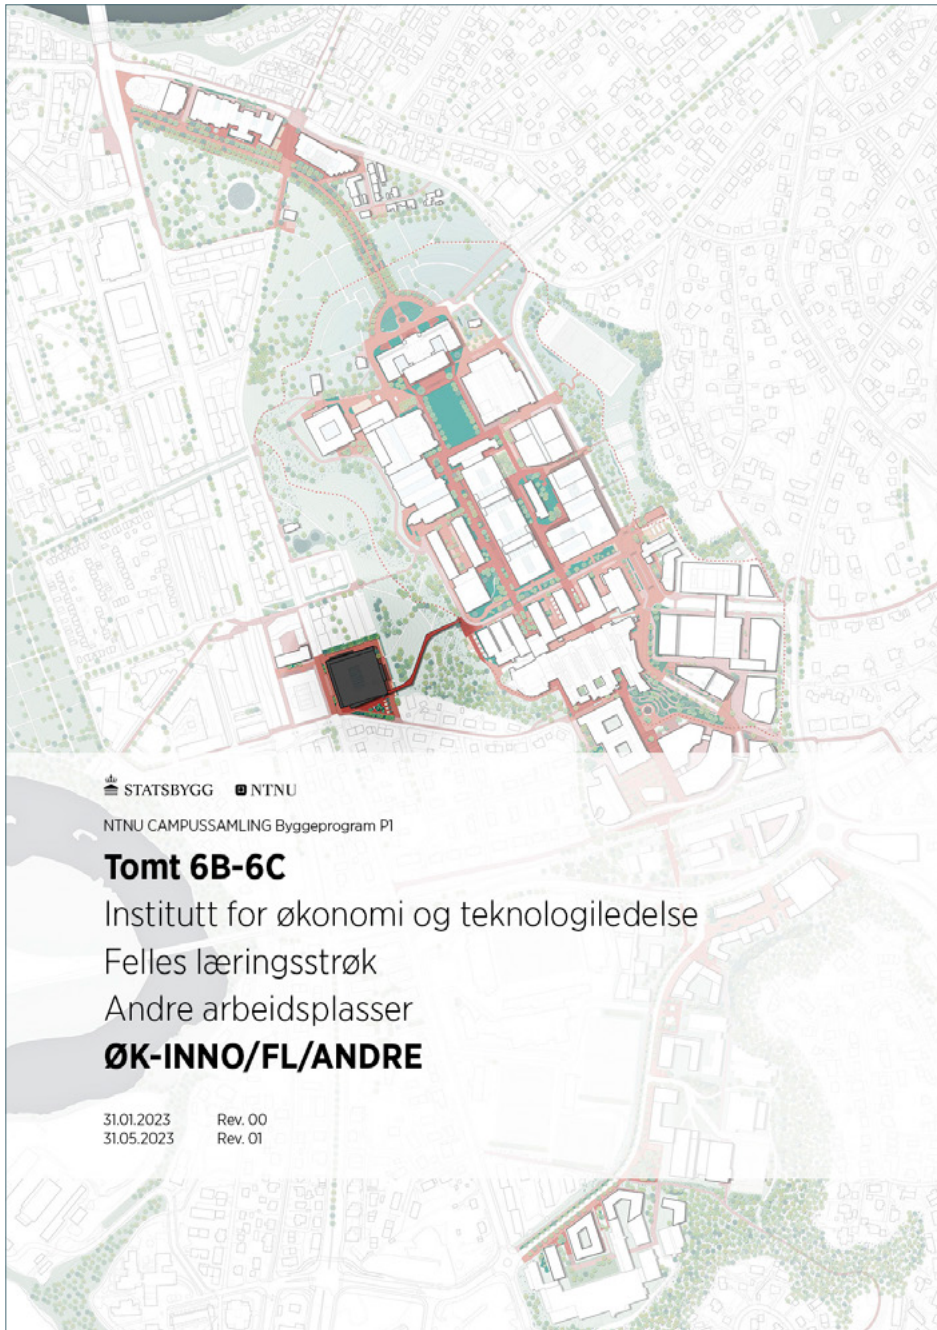 STATSBYGG NTNU
NTNU CAMPUSSAMLING Byggeprogram P1
Tomt 6B-6C
Institutt for økonomi og teknologiledelse
Felles læringsstrøk
Andre arbeidsplasser
ØK-INNO/FL/ANDRE
31.01.2023 Rev. 00
31.05.2023 Rev. 01